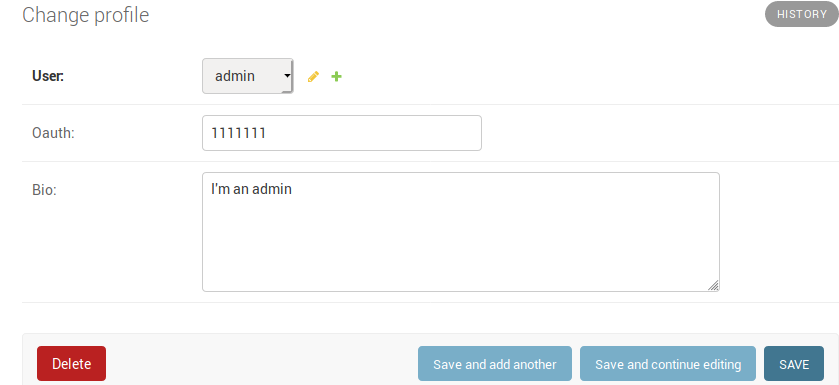 Change profile
HISTORY
User:
admin
Oauth:
1111111
Bio:
I'm an admin
Delete
Save and add another
Save and continue editing
SAVE